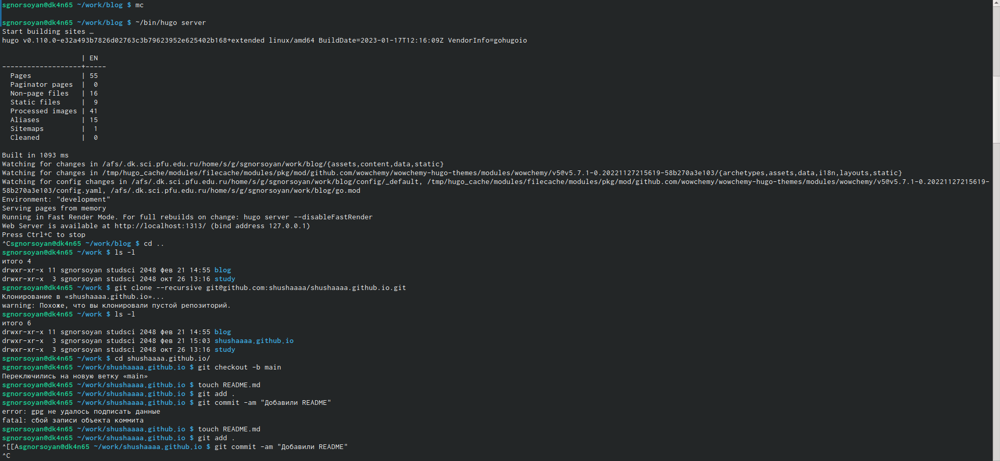 sgnorsoyan@dk4n65 ~/work/blog $ mc
sgnorsoyan@dk4n65 ~/work/blog $ ~/bin/hugo server
Start building sites …
hugo v0.110.0-e32a493b7826d02763c3b79623952e625402b168+extended linux/amd64 BuildDate=2023-01-17T12:16:09Z VendorInfo=gohugoio
                   | EN
-------------------+-----
  Pages            | 55
  Paginator pages  |  0
  Non-page files   | 16
  Static files     |  9
  Processed images | 41
  Aliases          | 15
  Sitemaps         |  1
  Cleaned          |  0
Built in 1093 ms
Watching for changes in /afs/.dk.sci.pfu.edu.ru/home/s/g/sgnorsoyan/work/blog/{assets,content,data,static}
Watching for changes in /tmp/hugo_cache/modules/filecache/modules/pkg/mod/github.com/wowchemy/wowchemy-hugo-themes/modules/wowchemy/v5@v5.7.1-0.20221127215619-58b270a3e103/{archetypes,assets,data,i18n,layouts,static}
Watching for config changes in /afs/.dk.sci.pfu.edu.ru/home/s/g/sgnorsoyan/work/blog/config/_default, /tmp/hugo_cache/modules/filecache/modules/pkg/mod/github.com/wowchemy/wowchemy-hugo-themes/modules/wowchemy/v5@v5.7.1-0.20221127215619-
58b270a3e103/config.yaml, /afs/.dk.sci.pfu.edu.ru/home/s/g/sgnorsoyan/work/blog/go.mod
Environment: "development"
Serving pages from memory
Running in Fast Render Mode. For full rebuilds on change: hugo server --disableFastRender
Web Server is available at http://localhost:1313/ (bind address 127.0.0.1)
Press Ctrl+C to stop
^Csgnorsoyan@dk4n65 ~/work/blog $ cd ..
sgnorsoyan@dk4n65 ~/work $ ls -l
итого 4
drwxr-xr-x 11 sgnorsoyan studsci 2048 фев 21 14:55 blog
drwxr-xr-x  3 sgnorsoyan studsci 2048 окт 26 13:16 study
sgnorsoyan@dk4n65 ~/work $ git clone --recursive git@github.com:shushaaaa/shushaaaa.github.io.git
Клонирование в «shushaaaa.github.io»...
warning: Похоже, что вы клонировали пустой репозиторий.
sgnorsoyan@dk4n65 ~/work $ ls -l
итого 6
drwxr-xr-x 11 sgnorsoyan studsci 2048 фев 21 14:55 blog
drwxr-xr-x  3 sgnorsoyan studsci 2048 фев 21 15:03 shushaaaa.github.io
drwxr-xr-x  3 sgnorsoyan studsci 2048 окт 26 13:16 study
sgnorsoyan@dk4n65 ~/work $ cd shushaaaa.github.io/
sgnorsoyan@dk4n65 ~/work/shushaaaa.github.io $ git checkout -b main
Переключились на новую ветку «main»
sgnorsoyan@dk4n65 ~/work/shushaaaa.github.io $ touch README.md
sgnorsoyan@dk4n65 ~/work/shushaaaa.github.io $ git add .
sgnorsoyan@dk4n65 ~/work/shushaaaa.github.io $ git commit -am "Добавили README"
error: gpg не удалось подписать данные
fatal: сбой записи объекта коммита
sgnorsoyan@dk4n65 ~/work/shushaaaa.github.io $ touch README.md
sgnorsoyan@dk4n65 ~/work/shushaaaa.github.io $ git add .
^[[Asgnorsoyan@dk4n65 ~/work/shushaaaa.github.io $ git commit -am "Добавили README"
^C